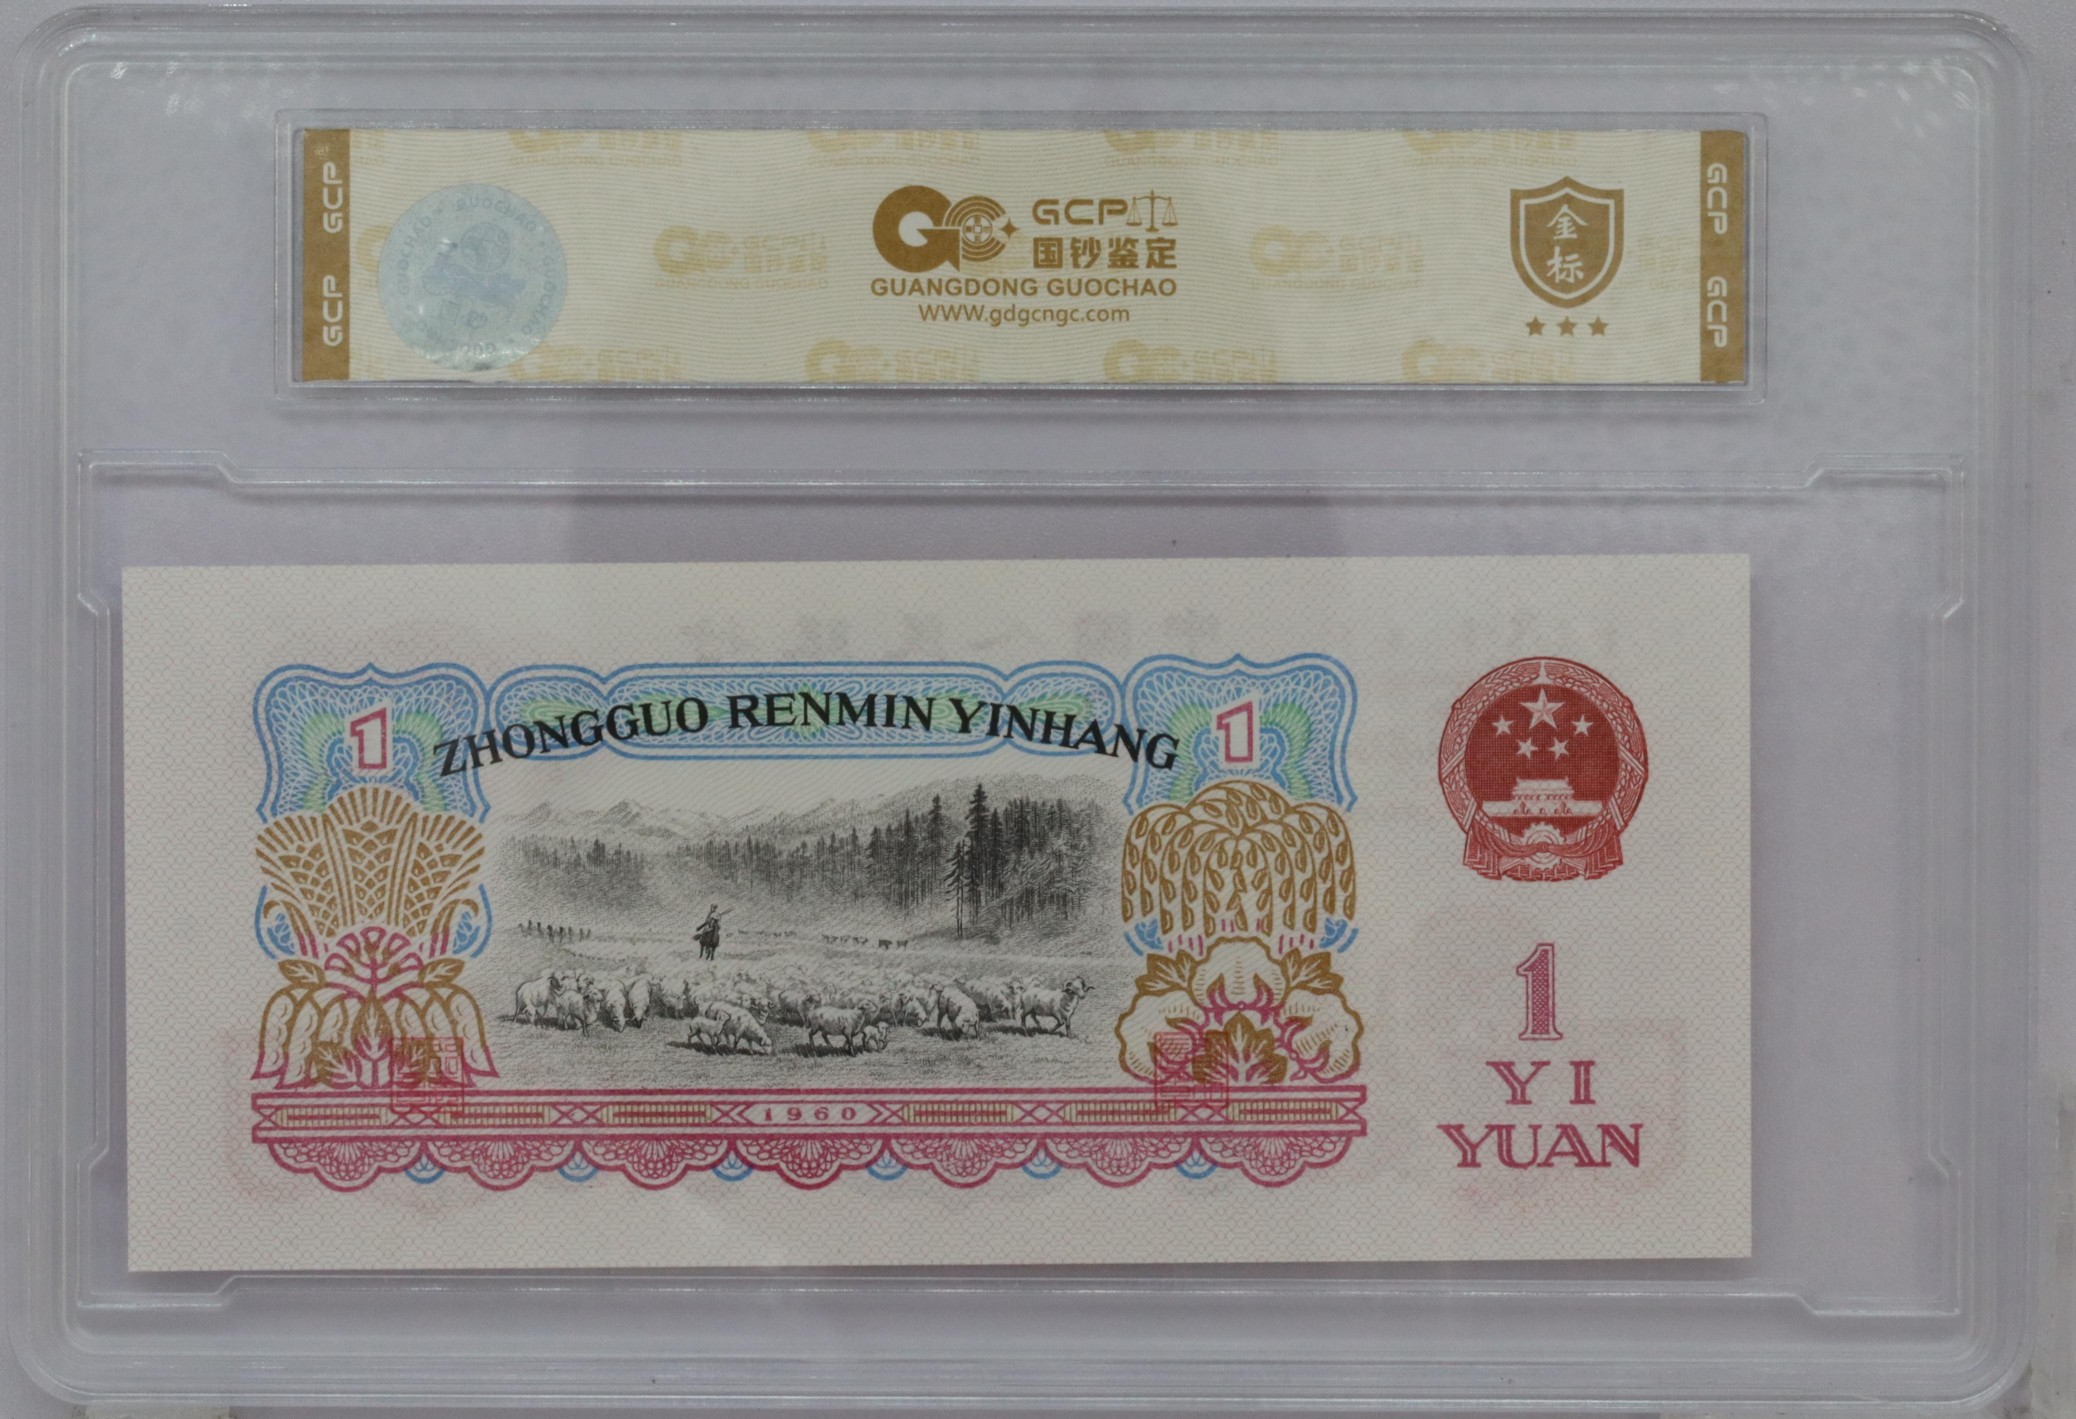 GCP
GCP
GCP
国钞鉴定
GUANGDONG GUOCHAO
www.gdgcngc.com
金
标
GCP
GCP
1
ZHONGGUO RENMIN YINHANG
1
1960
1
YI
YUAN